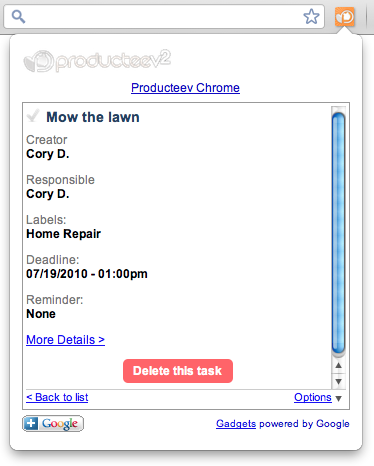 producteev2
Producteev Chrome
Mow the lawn
Creator
Cory D.
Responsible
Cory D.
Labels:
Home Repair
Deadline:
07/19/2010 - 01:00pm
Reminder:
None
More Details >
Delete this task
< Back to list Options
+ Google Gadgets powered by Google